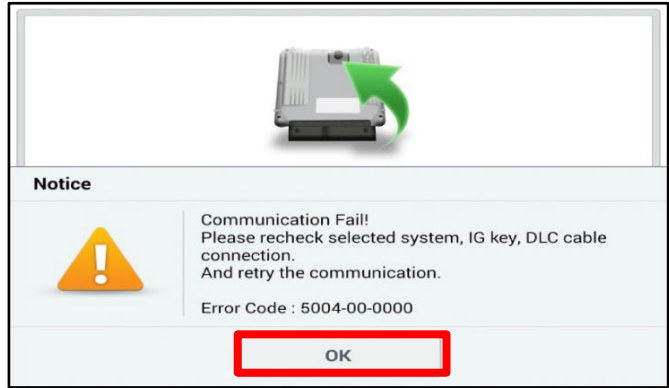 Notice
Communication Fail!
Please recheck selected system, IG key, DLC cable
connection.
And retry the communication.
Error Code : 5004-00-0000
OK